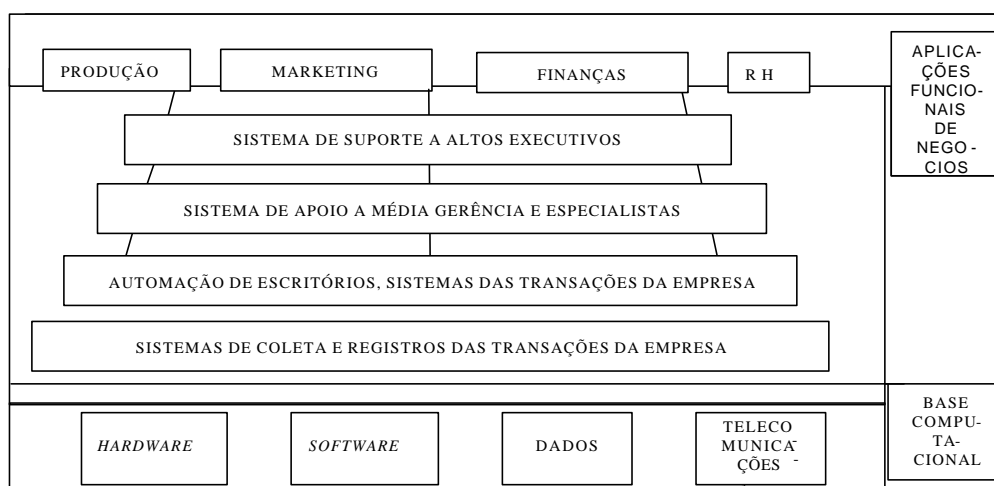 PRODUÇÃO
MARKETING
FINANÇAS
R H
APLICA-
ÇÕES
FUNCIO-
NAIS
DE
NEGO -
CIOS
SISTEMA DE SUPORTE A ALTOS EXECUTIVOS
SISTEMA DE APOIO A MÉDIA GERÊNCIA E ESPECIALISTAS
AUTOMAÇÃO DE ESCRITÓRIOS, SISTEMAS DAS TRANSAÇÕES DA EMPRESA
SISTEMAS DE COLETA E REGISTROS DAS TRANSAÇÕES DA EMPRESA
HARDWARE
SOFTWARE
DADOS
TELECO
MUNICA-
ÇÕES -
BASE
COMPU-
TA-
CIONAL